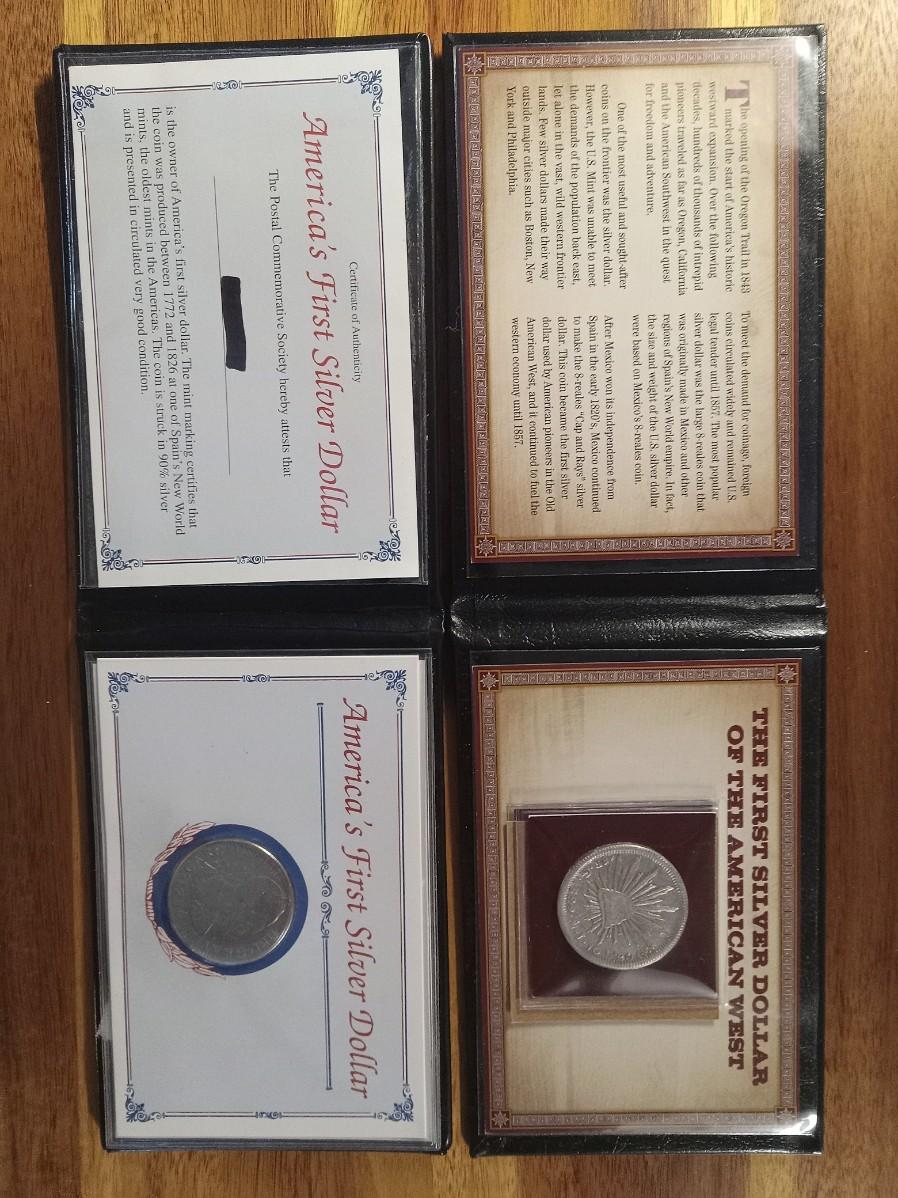 The opening of the Oregon Trail in 1843
marked the start of America's historic
westward expansion. Over the following
decades, hundreds of thousands of intrepid
pioneers traveled as far as Oregon, California
and the American Southwest in the quest
for freedom and adventure.
One of the most useful and sought-after
coins on the frontier was the silver dollar.
However, the U.S. Mint was unable to meet
the demands of the population back east,
let alone in the vast, wild western frontier
lands. Few silver dollars made their way
outside major cities such as Boston, New
York and Philadelphia.
To meet the demand for coinage, foreign
coins circulated widely and remained U.S.
legal tender until 1857. The most popular
silver dollar was the large 8-reales coin that
was originally made in Mexico and other
regions of Spain's New World empire. In fact,
the size and weight of the U.S. silver dollar
were based on Mexico's 8-reales coin.
After Mexico won its independence from
Spain in the early 1820's, Mexico continued
to make the 8-reales "Cap and Rays" silver
dollar. This coin became the first silver
dollar used by American pioneers in the Old
American West, and it continued to fuel the
western economy until 1857.
THE FIRST SILVER DOLLAR
OF THE AMERICAN WEST
Certificate of Authenticity
America's First Silver Dollar
The Postal Commemorative Society hereby attests that
is the owner of America's first silver dollar. The mint marking certifies that
the coin was produced between 1772 and 1826 at one of Spain's New World
mints, the oldest mints in the Americas. The coin is struck in 90% silver
and is presented in circulated very good condition.
America's First Silver Dollar